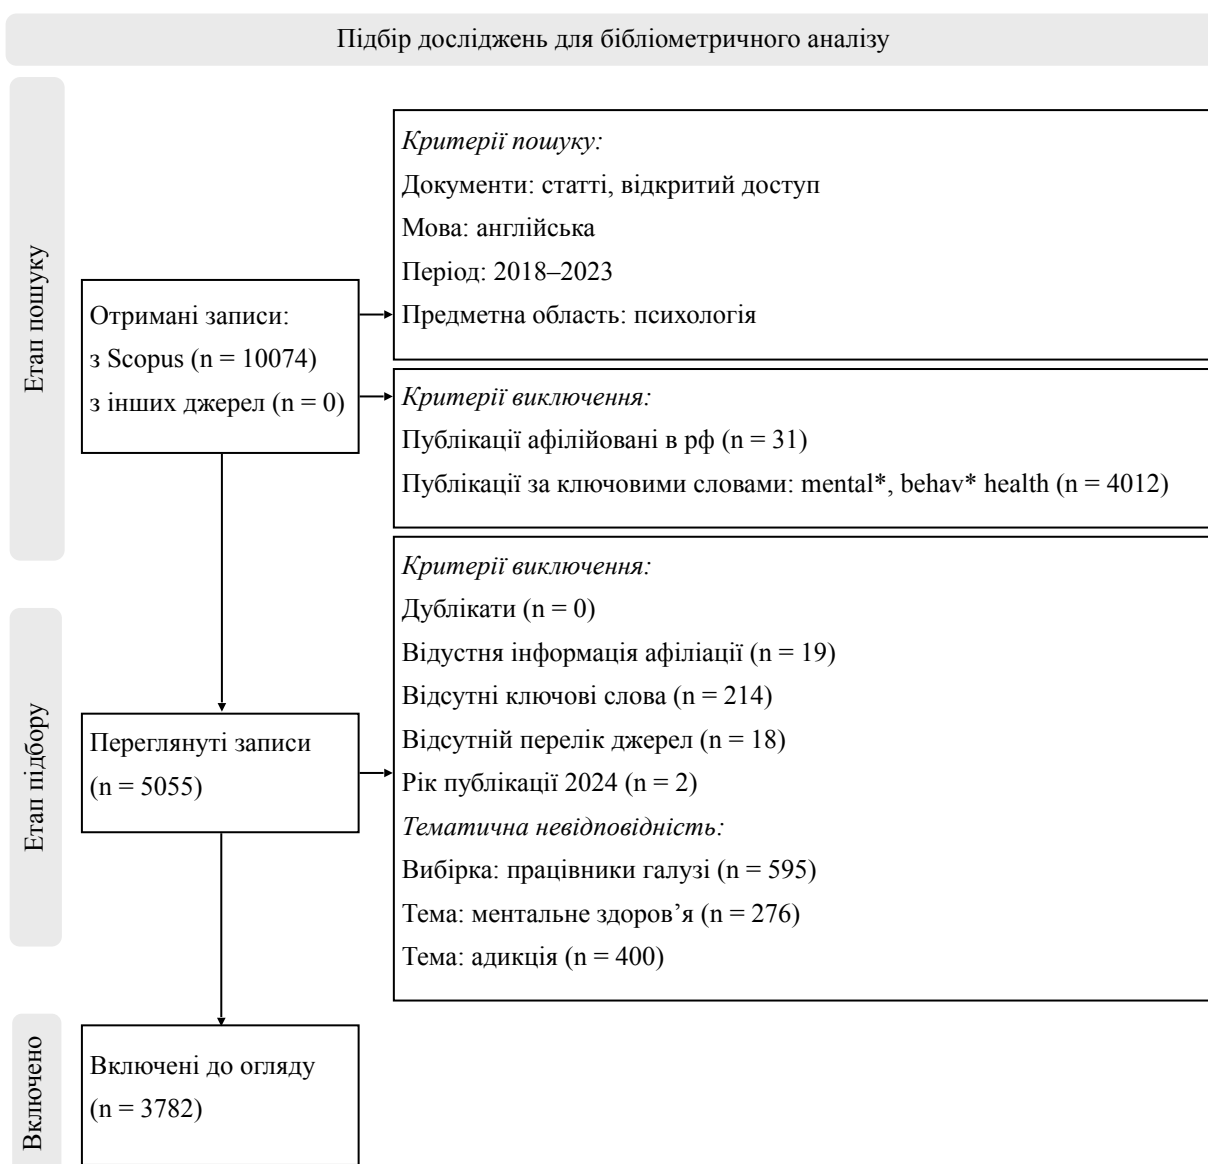 Підбір досліджень для бібліометричного аналізу
Етап пошуку
Отримані записи:
з Scopus (n = 10074)
з інших джерел (n = 0)
Критерії пошуку:
Документи: статті, відкритий доступ
Мова: англійська
Період: 2018–2023
Предметна область: психологія
Критерії виключення:
Публікації афілійовані в рф (n = 31)
Публікації за ключовими словами: mental*, behav* health (n = 4012)
Етап підбору
Переглянуті записи
(n = 5055)
Критерії виключення:
Дублікати (n = 0)
Відустня інформація афіліації (n = 19)
Відсутні ключові слова (n = 214)
Відсутній перелік джерел (n = 18)
Рік публікації 2024 (n = 2)
Тематична невідповідність:
Вибірка: працівники галузі (n = 595)
Тема: ментальне здоров’я (n = 276)
Тема: адикція (n = 400)
Включено
Включені до огляду
(n = 3782)